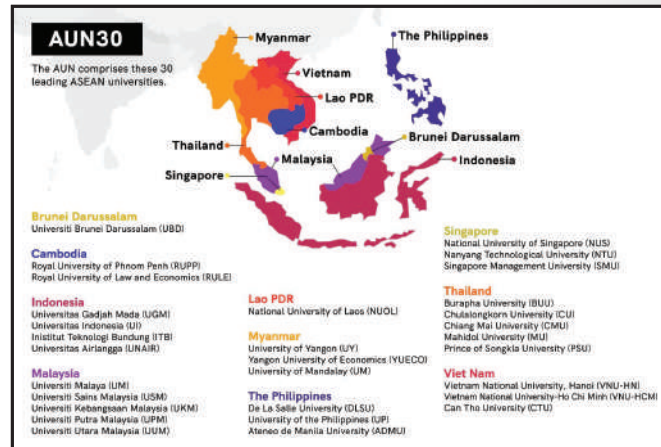 AUN30
The AUN comprises these 30
leading ASEAN universities.
Myanmar
The Philippines
Vietnam
Lao PDR
Cambodia
Thailand
Brunei Darussalam
Malaysia
Indonesia
Singapore
Brunei Darussalam
Universiti Brunei Darussalam (UBD)
Cambodia
Royal University of Phnom Penh (RUPP)
Royal University of Law and Economics (RULE)
Indonesia
Universitas Gadjah Mada (UGM)
Universitas Indonesia (UI)
Inistitut Teknologi Bundung (ITB)
Universitas Airlangga (UNAIR)
Malaysia
Universiti Malaya (UM)
Universiti Sains Malaysia (USM)
Universiti Kebangsaan Malaysia (UKM)
Universiti Putra Malaysia (UPM)
Universiti Utara Malaysia (UUM)
Lao PDR
National University of Laos (NUOL)
Myanmar
University of Yangon (UY)
Yangon University of Economics (YUECO)
University of Mandalay (UM)
The Philippines
De La Salle University (DLSU)
University of the Philippines (UP)
Ateneo de Manila University (ADMU)
Singapore
National University of Singapore (NUS)
Nanyang Technological University (NTU)
Singapore Management University (SMU)
Thailand
Burapha University (BUU)
Chulalongkorn University (CU)
Chiang Mai University (CMU)
Mahidol University (MU)
Prince of Songkla University (PSU)
Viet Nam
Vietnam National University, Hanoi (VNU-HN)
Vietnam National University-Ho Chi Minh (VNU-HCM)
Can Tho University (CTU)